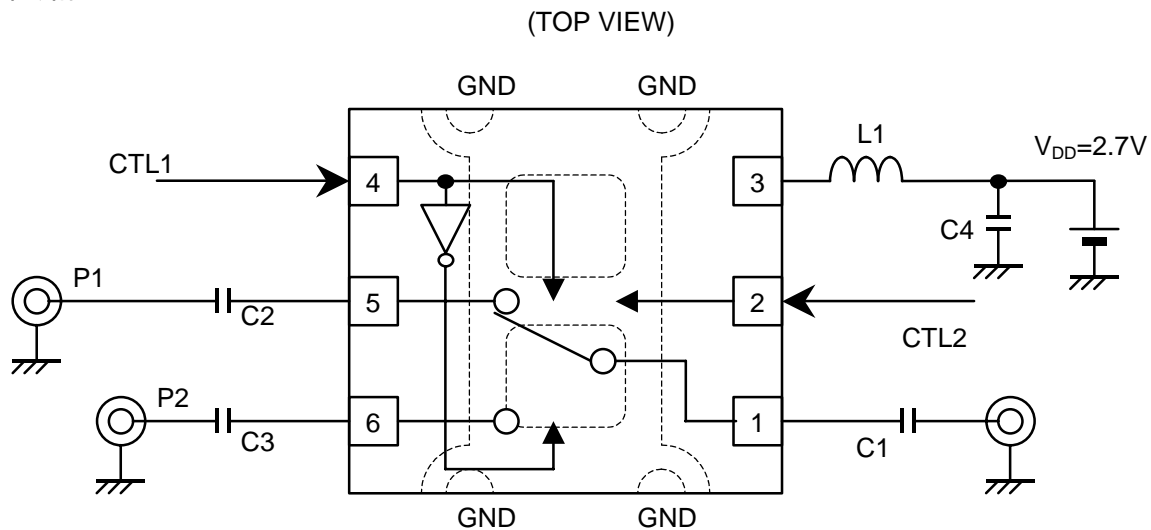 (TOP VIEW)
GND GND
L1
V_DD=2.7V
CTL1
4
3
C4
P1
C2
5
2
CTL2
P2
C3
6
1
C1
GND GND